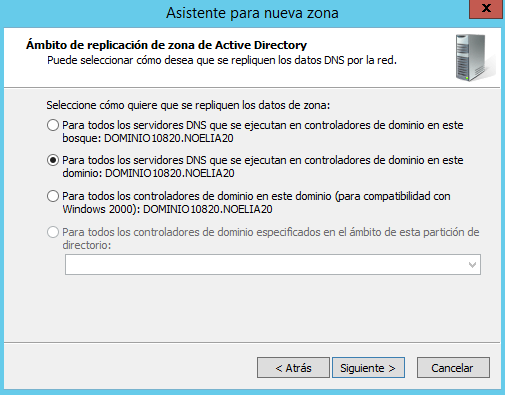 Asistente para nueva zona
x
Ámbito de replicación de zona de Active Directory
Puede seleccionar cómo desea que se repliquen los datos DNS por la red.
Seleccione cómo quiere que se repliquen los datos de zona:
Para todos los servidores DNS que se ejecutan en controladores de dominio en este
bosque: DOMINIO10820.NOELIA20
Para todos los servidores DNS que se ejecutan en controladores de dominio en este
dominio: DOMINIO10820.NOELIA20
Para todos los controladores de dominio en este dominio (para compatibilidad con
Windows 2000): DOMINIO10820.NOELIA20
Para todos los controladores de dominio especificados en el ámbito de esta partición de
directorio:
< Atrás
Siguiente >
Cancelar